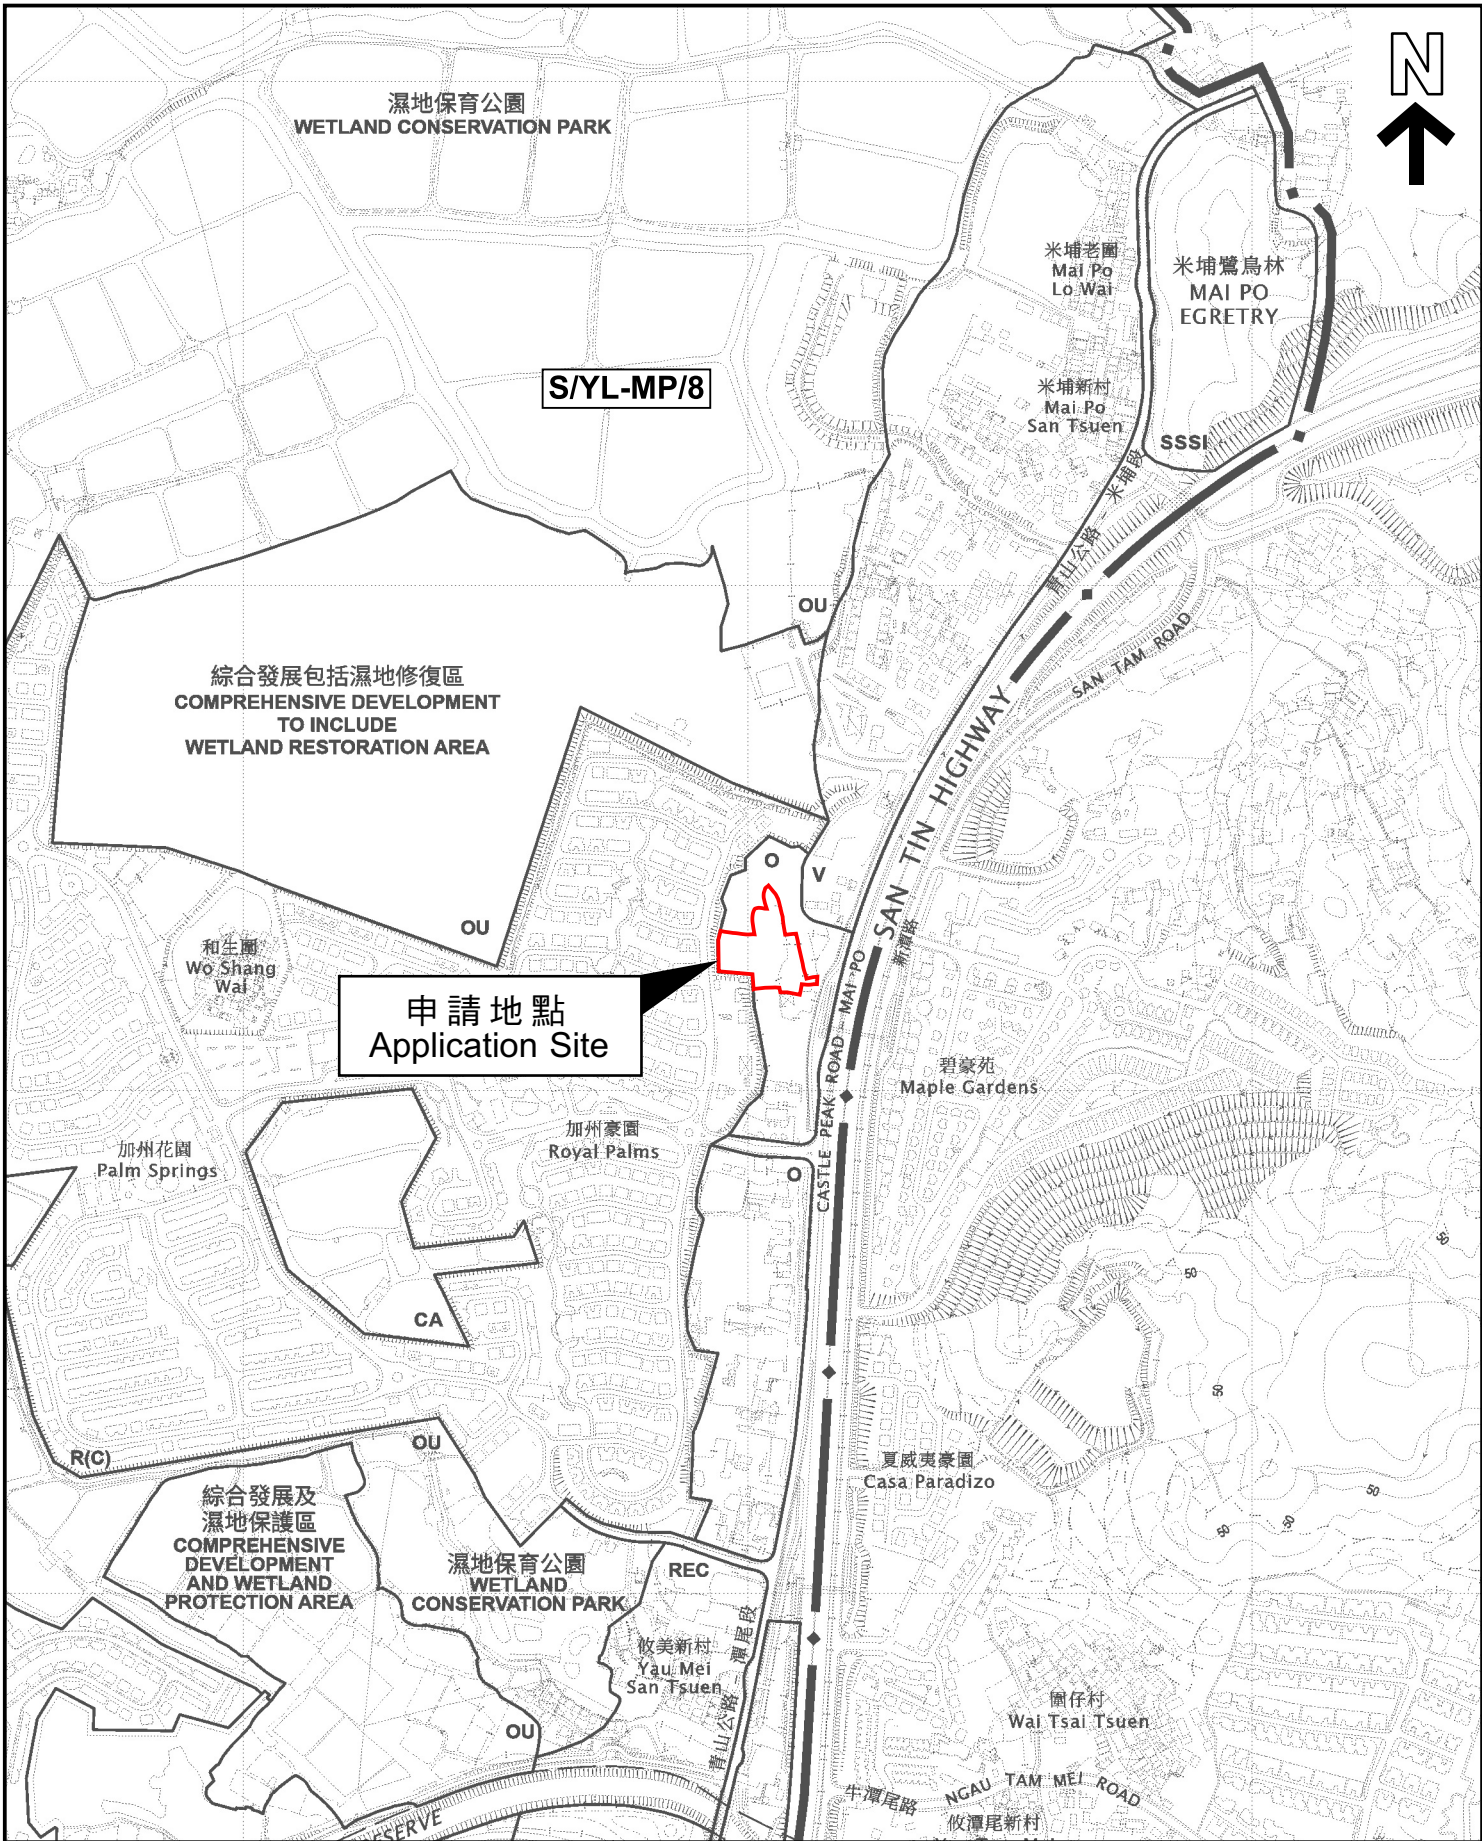 N
濕地保育公園
WETLAND CONSERVATION PARK
米埔老圍
Mai Po
Lo Wai
米埔鷺鳥林
MAI PO
EGRETRY
S/YL-MP/8
米埔新村
Mai Po
San Tsuen
SSSI
青山公路 - 米埔段
OU
SAN TAM ROAD
綜合發展包括濕地修復區
COMPREHENSIVE DEVELOPMENT
TO INCLUDE
WETLAND RESTORATION AREA
SAN TIN HIGHWAY
O
V
OU
和生圍
Wo Shang
Wai
新潭路
申請地點
Application Site
CASTLE PEAK ROAD - MAI PO
碧豪苑
Maple Gardens
加州豪園
Royal Palms
加州花園
Palm Springs
O
50
50
CA
50
R(C)
OU
夏威夷豪園
Casa Paradizo
50
50
50
綜合發展及
濕地保護區
COMPREHENSIVE
DEVELOPMENT
AND WETLAND
PROTECTION AREA
濕地保育公園
WETLAND
CONSERVATION PARK
REC
攸美新村
Yau Mei
San Tsuen
青山公路 - 潭尾段
圍仔村
Wai Tsai Tsuen
OU
牛潭尾路
NGAU TAM MEI ROAD
攸潭尾新村